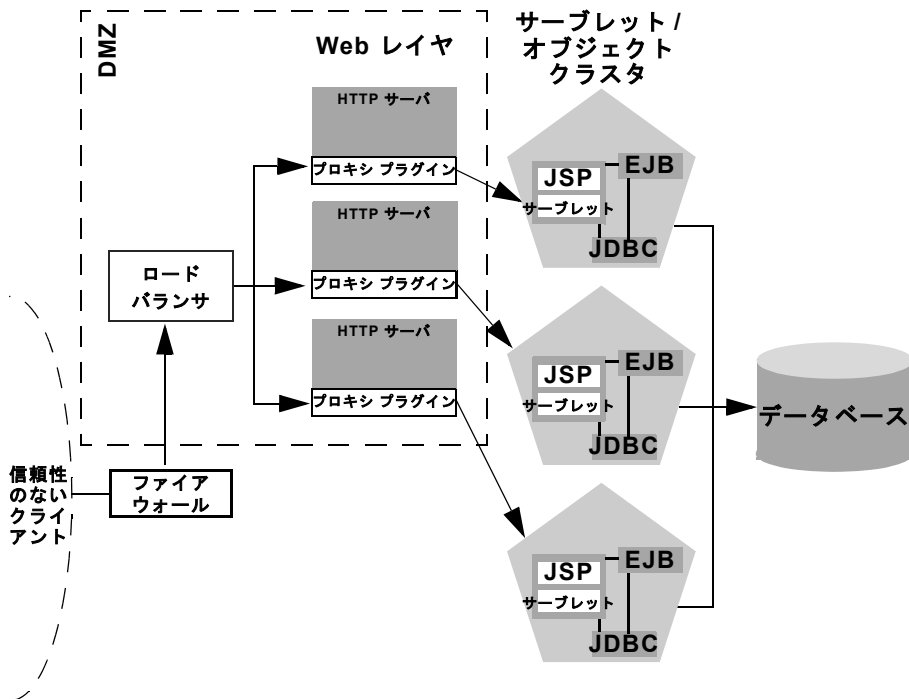 DMZ
Web レイヤ
サーブレット /
オブジェクト
クラスタ
HTTP サーバ
プロキシ プラグイン
HTTP サーバ
プロキシ プラグイン
HTTP サーバ
プロキシ プラグイン
ロード
バランサ
ファイア
ウォール
信頼性
のない
クライ
アント
JSP
サーブレット
EJB
JDBC
JSP
サーブレット
EJB
JDBC
JSP
サーブレット
EJB
JDBC
データベース